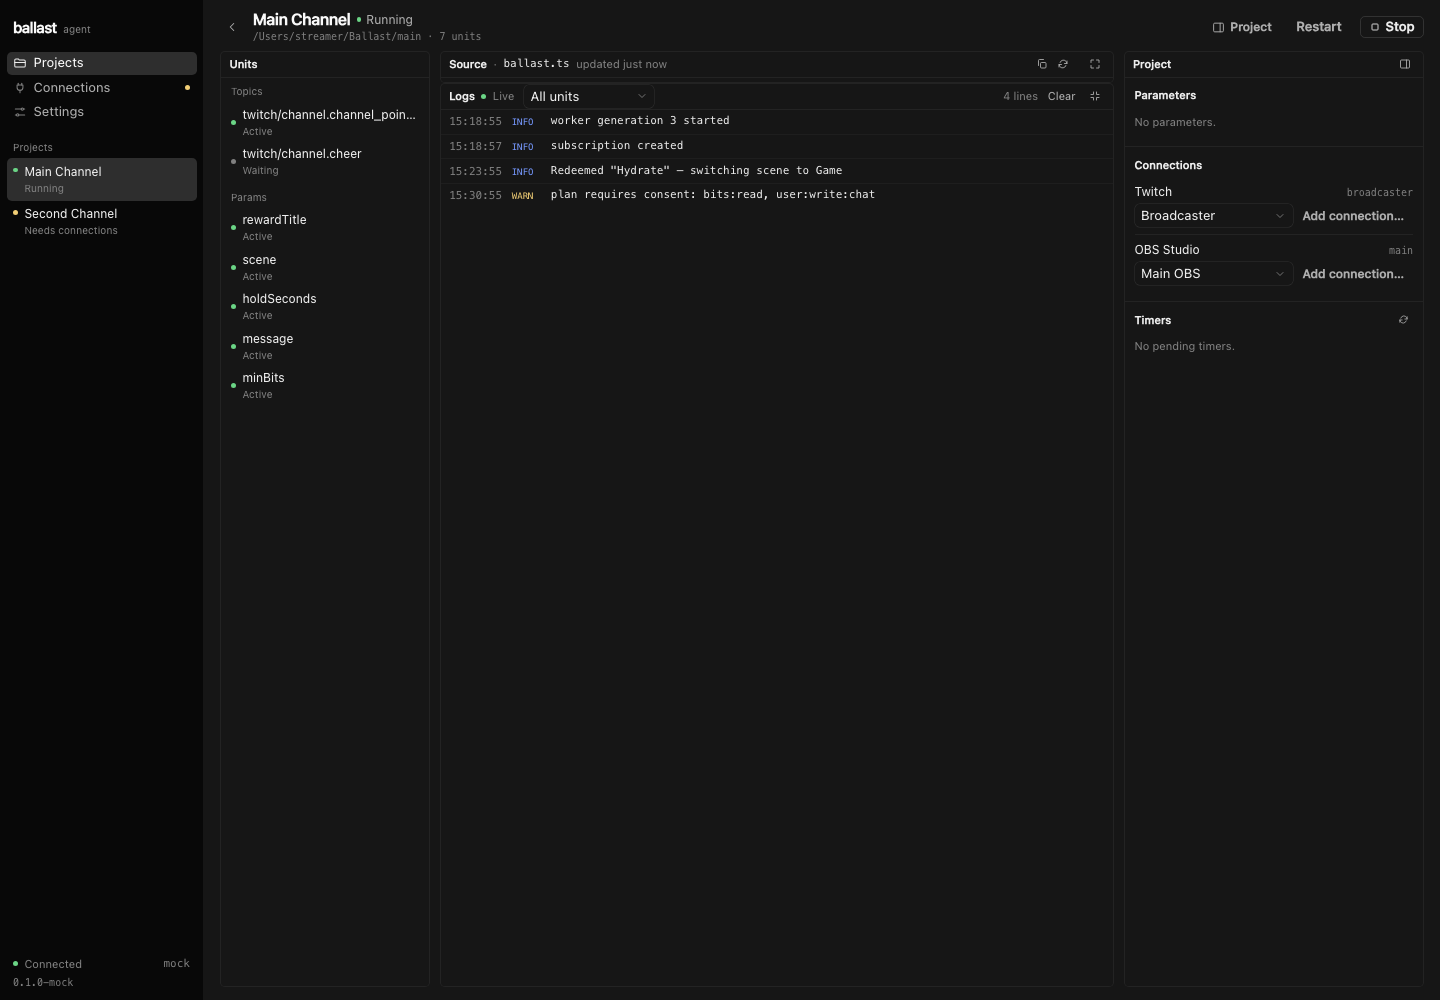 ballast agent
Projects
Connections
Settings
Projects
Main Channel
Running
Second Channel
Needs connections
Connected mock
0.1.0-mock
Main Channel Running
/Users/streamer/Ballast/main · 7 units
Project Restart Stop
Units
Topics
twitch/channel.channel_poin...
Active
twitch/channel.cheer
Waiting
Params
rewardTitle
Active
scene
Active
holdSeconds
Active
message
Active
minBits
Active
Source · ballast.ts updated just now
Logs Live All units 4 lines Clear
15:18:55 INFO worker generation 3 started
15:18:57 INFO subscription created
15:23:55 INFO Redeemed "Hydrate" — switching scene to Game
15:30:55 WARN plan requires consent: bits:read, user:write:chat
Project
Parameters
No parameters.
Connections
Twitch broadcaster
Broadcaster Add connection...
OBS Studio main
Main OBS Add connection...
Timers
No pending timers.